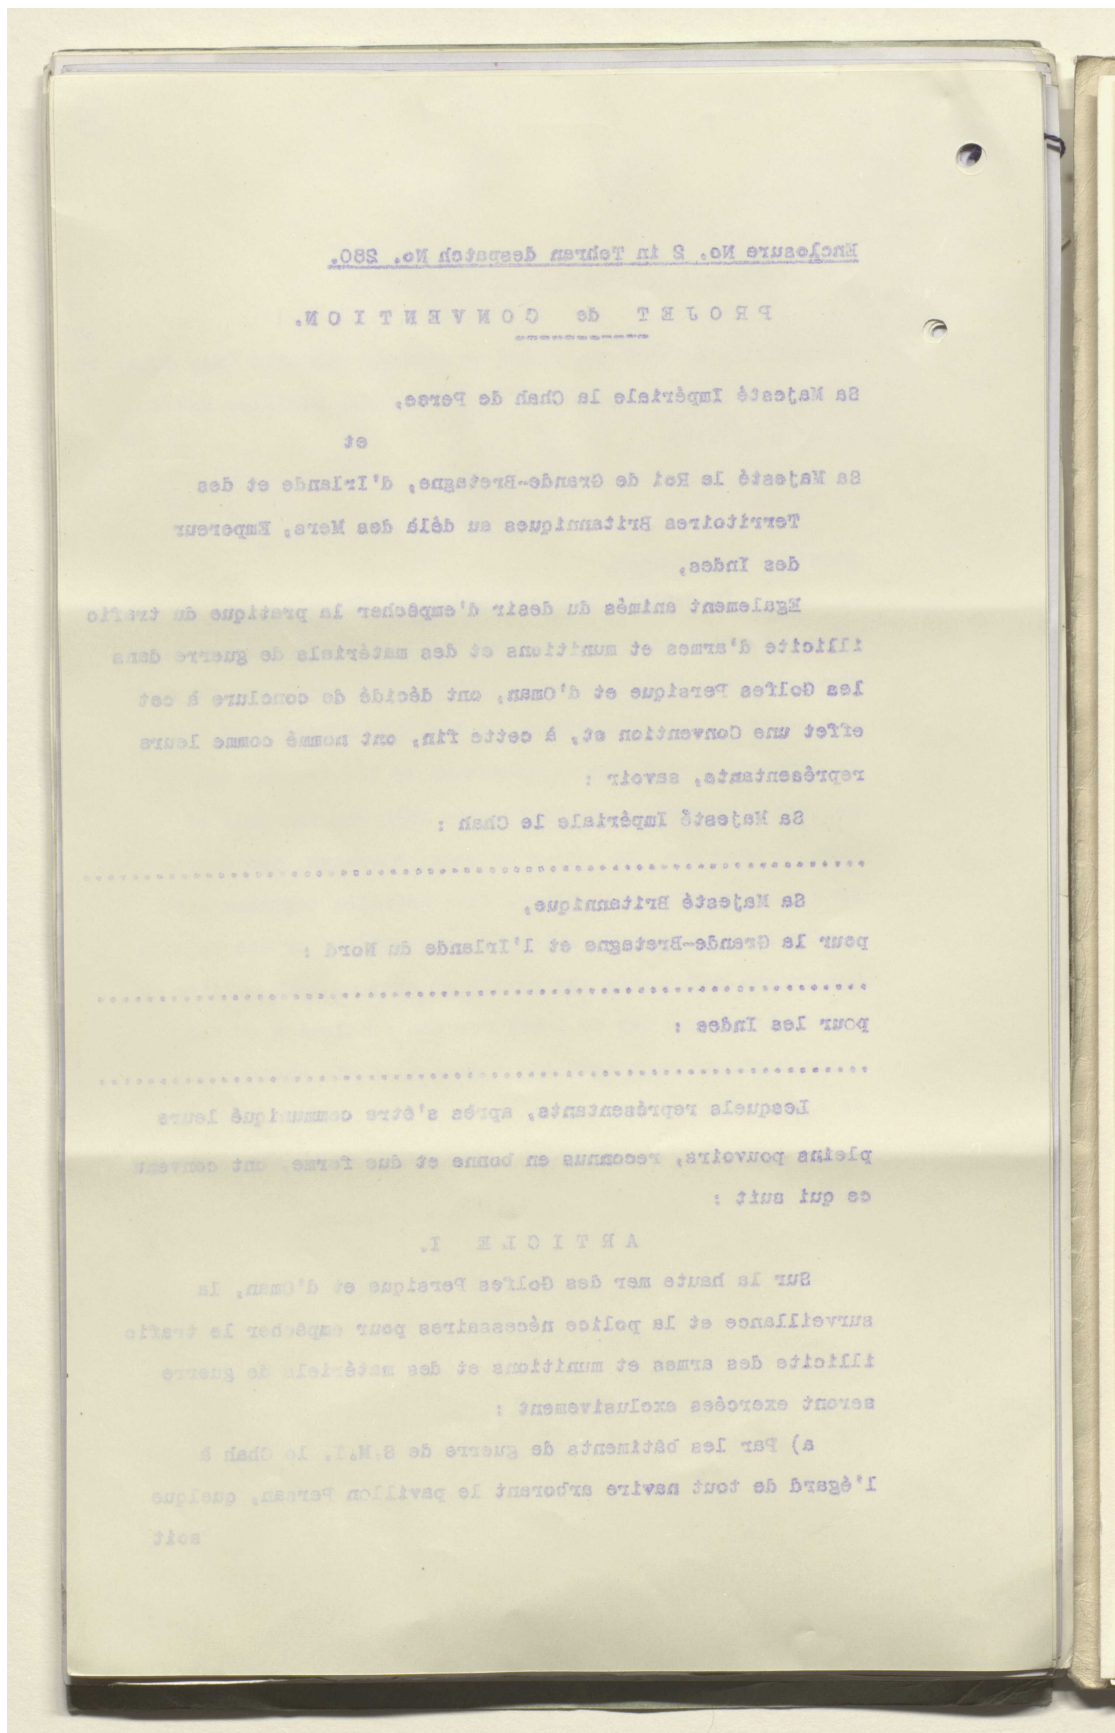 Enclosure No. 2 in Tehran despatch No. 280.
PROJET de CONVENTION.
Sa Majesté Impériale la Chah de Perse,
et
Sa Majesté le Roi de Grande-Bretagne, d'Irlande et des
Territoires Britanniques au délà des Mers, Empereur
des Indes,
Egalement animés du desir d'empêcher la pratique du trafic
illicite d'armes et munitions et des matériels de guerre dans
les Golfes Persique et d'Oman, ont décidé de conclure à cet
effet une Convention et, à cette fin, ont nommé comme leurs
représentants, savoir :
Sa Majesté Impériale le Chah :
..................................................................
Sa Majesté Britannique,
pour la Grande-Bretagne et l'Irlande du Nord :
..................................................................
pour les Indes :
..................................................................
Lesquels représentants, après s'être communiqué leurs
pleins pouvoirs, reconnus en bonne et due forme, ont convenu
ce qui suit :
ARTICLE I.
Sur la haute mer des Golfes Persique et d'Oman, la
surveillance et la police nécessaires pour empêcher le trafic
illicite des armes et munitions et des matériels de guerre
seront exercées exclusivement :
a) Par les bâtiments de guerre de S.M.I. le Chah à
l'égard de tout navire arborant le pavillon Persan, quelque
soit